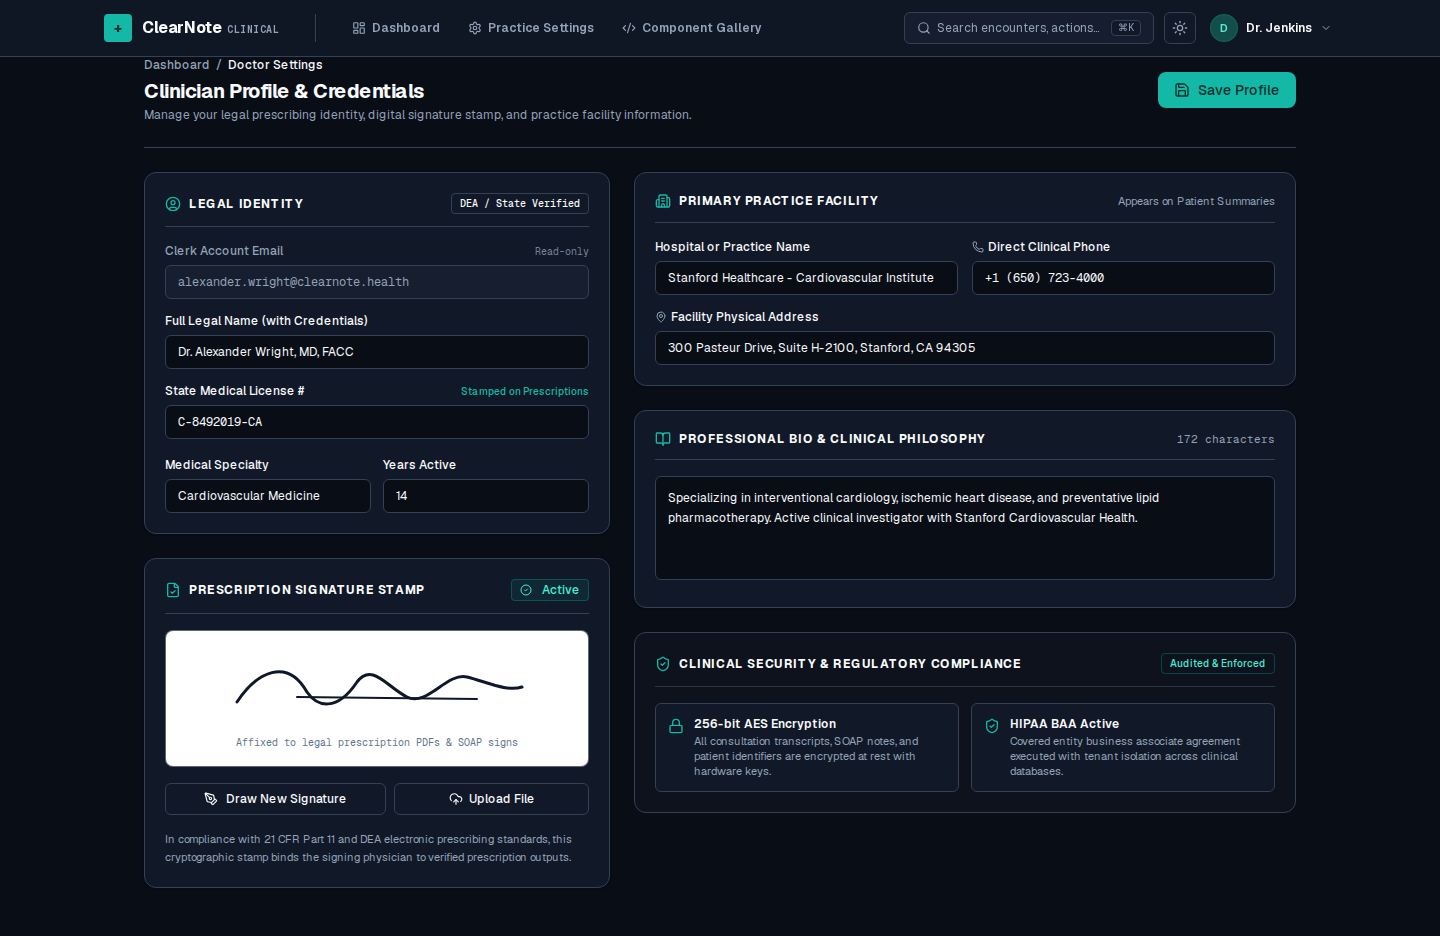 + ClearNote CLINICAL
Dashboard
Practice Settings
Component Gallery
Search encounters, actions... ⌘K
D Dr. Jenkins
Dashboard / Doctor Settings
Clinician Profile & Credentials
Manage your legal prescribing identity, digital signature stamp, and practice facility information.
Save Profile
LEGAL IDENTITY
DEA / State Verified
Clerk Account Email
Read-only
alexander.wright@clearnote.health
Full Legal Name (with Credentials)
Dr. Alexander Wright, MD, FACC
State Medical License #
Stamped on Prescriptions
C-8492019-CA
Medical Specialty
Years Active
Cardiovascular Medicine
14
PRESCRIPTION SIGNATURE STAMP
Active
Affixed to legal prescription PDFs & SOAP signs
Draw New Signature
Upload File
In compliance with 21 CFR Part 11 and DEA electronic prescribing standards, this
cryptographic stamp binds the signing physician to verified prescription outputs.
PRIMARY PRACTICE FACILITY
Appears on Patient Summaries
Hospital or Practice Name
Direct Clinical Phone
Stanford Healthcare - Cardiovascular Institute
+1 (650) 723-4000
Facility Physical Address
300 Pasteur Drive, Suite H-2100, Stanford, CA 94305
PROFESSIONAL BIO & CLINICAL PHILOSOPHY
172 characters
Specializing in interventional cardiology, ischemic heart disease, and preventative lipid
pharmacotherapy. Active clinical investigator with Stanford Cardiovascular Health.
CLINICAL SECURITY & REGULATORY COMPLIANCE
Audited & Enforced
256-bit AES Encryption
All consultation transcripts, SOAP notes, and
patient identifiers are encrypted at rest with
hardware keys.
HIPAA BAA Active
Covered entity business associate agreement
executed with tenant isolation across clinical
databases.